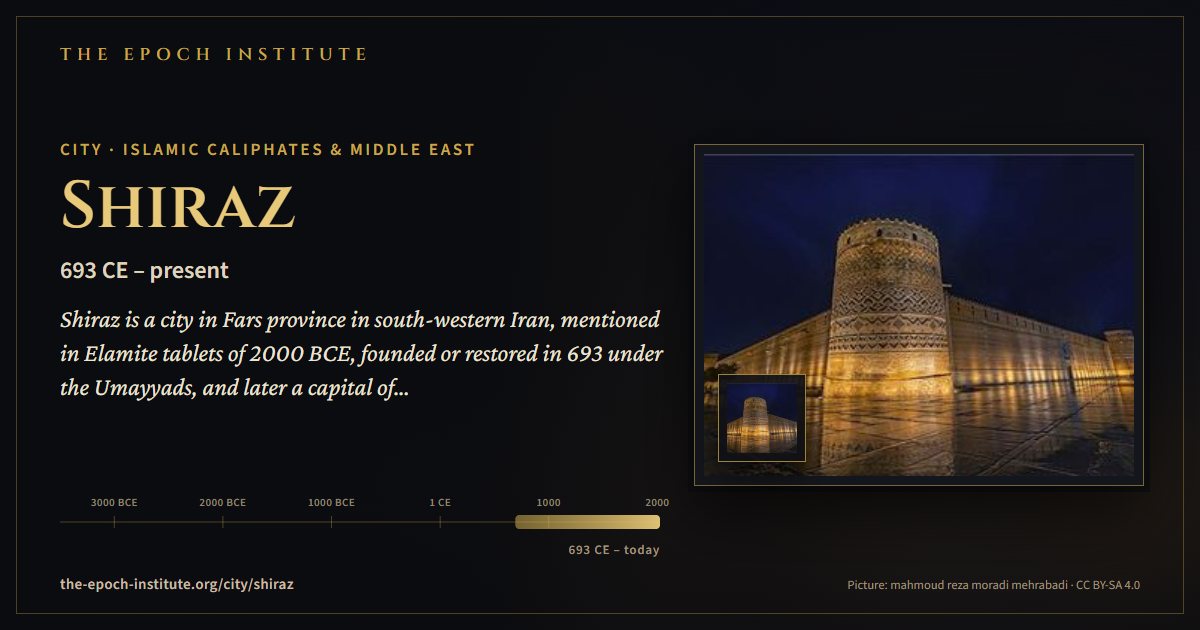 THE EPOCH INSTITUTE
CITY · ISLAMIC CALIPHATES & MIDDLE EAST
SHIRAZ
693 CE – present
Shiraz is a city in Fars province in south-western Iran, mentioned
in Elamite tablets of 2000 BCE, founded or restored in 693 under
the Umayyads, and later a capital of...
3000 BCE 2000 BCE 1000 BCE 1 CE 1000 2000
693 CE – today
the-epoch-institute.org/city/shiraz
Picture: mahmoud reza moradi mehrabadi · CC BY-SA 4.0